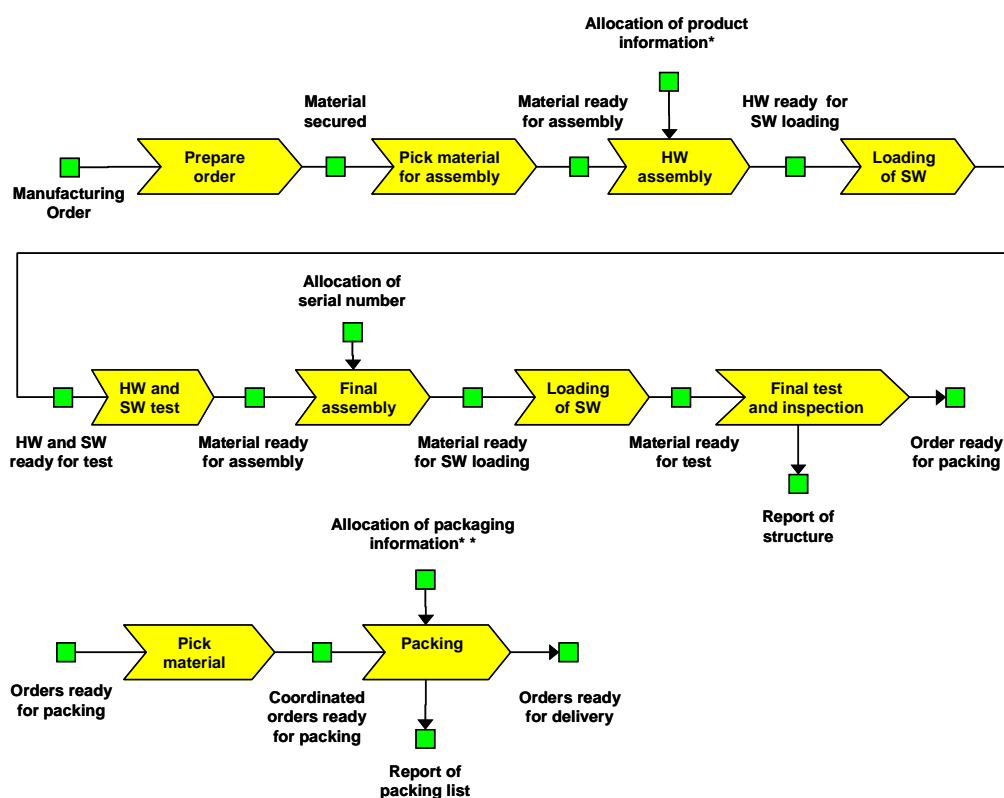 Allocation of product
information*
Material
secured
Material ready
for assembly
HW ready for
SW loading
Prepare
order
Pick material
for assembly
HW
assembly
Loading
of SW
Manufacturing
Order
Allocation of
serial number
HW and
SW test
Final
assembly
Loading
of SW
Final test
and inspection
HW and SW
ready for test
Material ready
for assembly
Material ready
for SW loading
Material ready
for test
Order ready
for packing
Report of
structure
Allocation of packaging
information* *
Pick
material
Packing
Orders ready
for packing
Coordinated
orders ready
for packing
Orders ready
for delivery
Report of
packing list